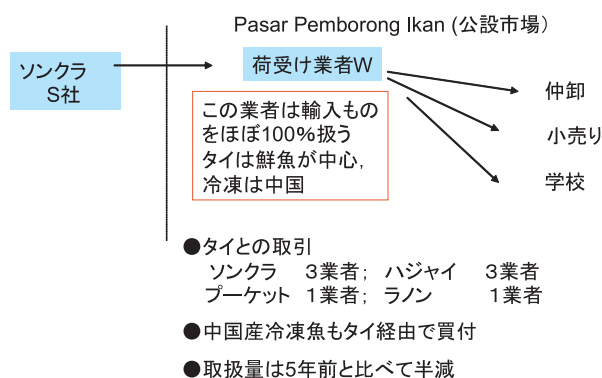 Pasar Pemborong Ikan (公設市場)
ソンクラ
S社
荷受け業者W
仲卸
小売り
学校
この業者は輸入もの
をほぼ100%扱う
タイは鮮魚が中心,
冷凍は中国
●タイとの取引
ソンクラ 3業者; ハジャイ 3業者
プーケット 1業者; ラノン 1業者
●中国産冷凍魚もタイ経由で買付
●取扱量は5年前と比べて半減